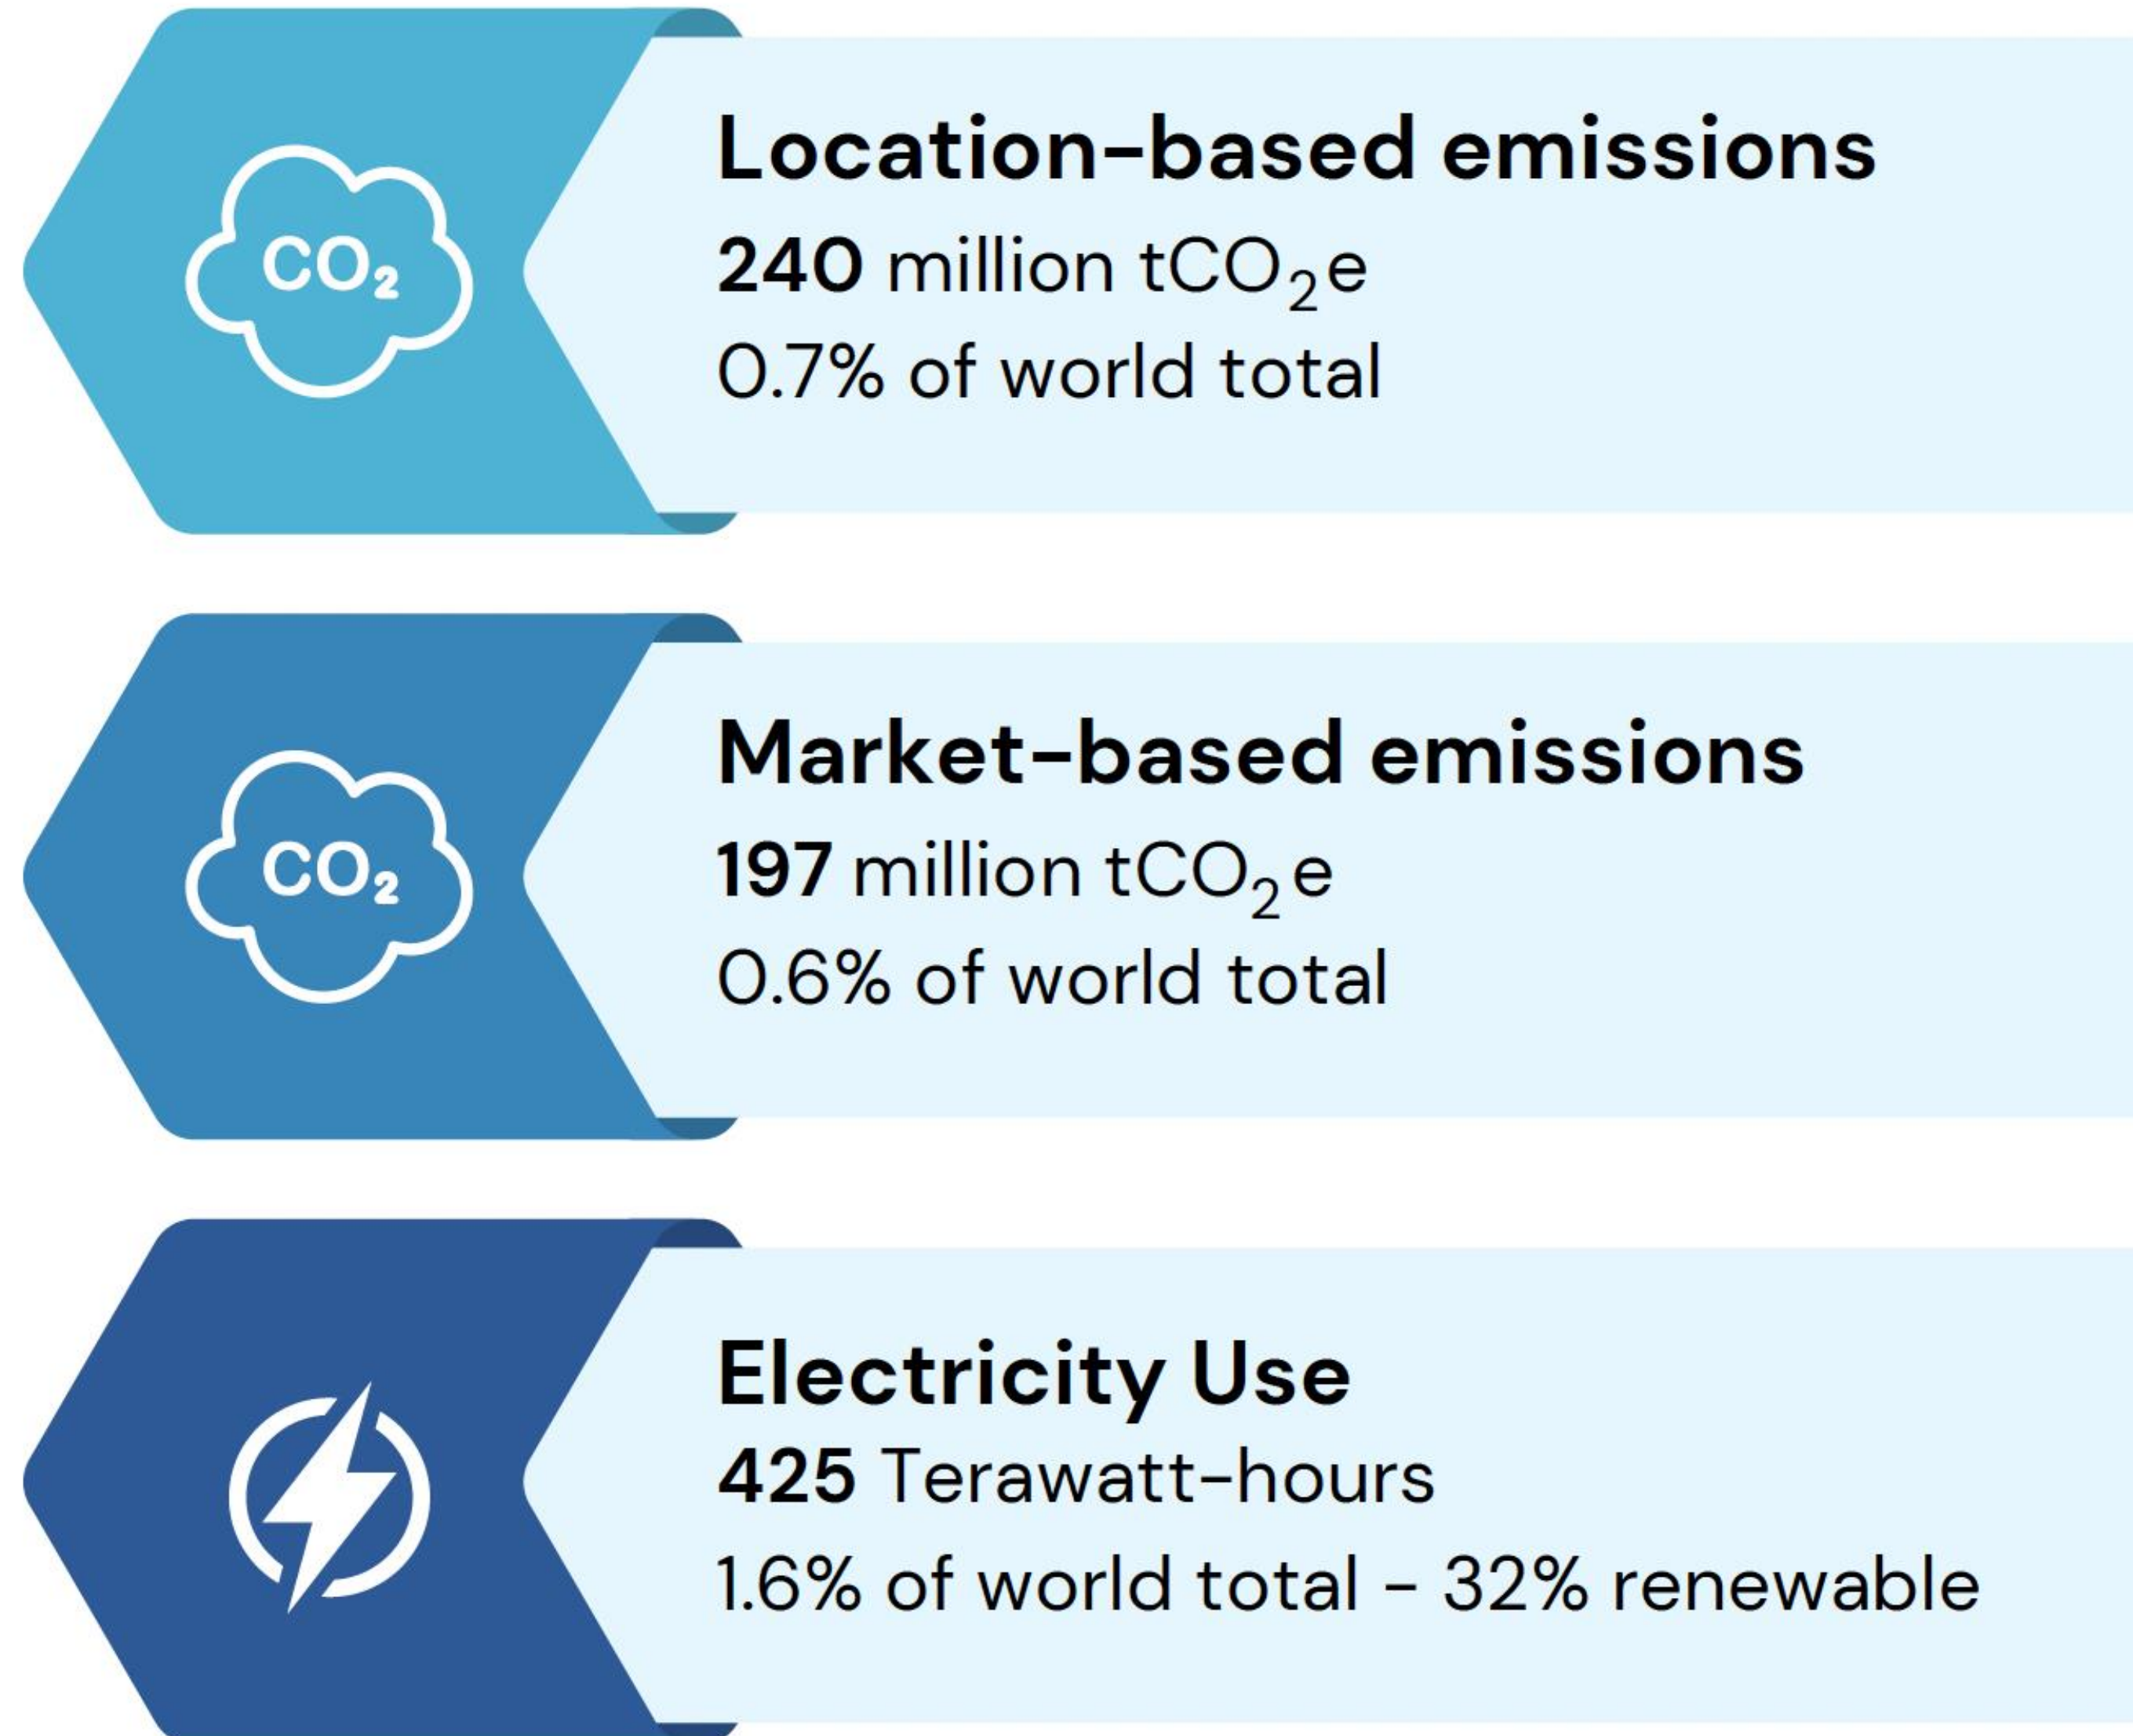 CO₂
Location-based emissions
240 million tCO₂e
0.7% of world total
CO₂
Market-based emissions
197 million tCO₂e
0.6% of world total
Electricity Use
425 Terawatt-hours
1.6% of world total - 32% renewable